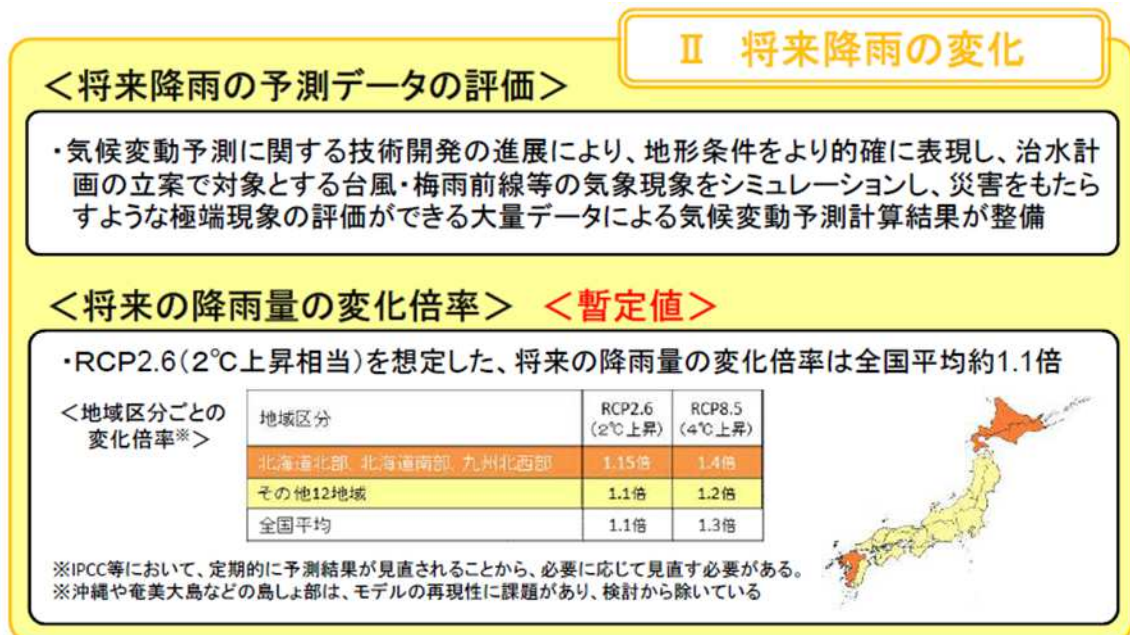 Ⅱ 将来降雨の変化
＜将来降雨の予測データの評価＞
・気候変動予測に関する技術開発の進展により、地形条件をより的確に表現し、治水計
画の立案で対象とする台風・梅雨前線等の気象現象をシミュレーションし、災害をもたら
すような極端現象の評価ができる大量データによる気候変動予測計算結果が整備
＜将来の降雨量の変化倍率＞ ＜暫定値＞
・RCP2.6（2℃上昇相当）を想定した、将来の降雨量の変化倍率は全国平均約1.1倍
＜地域区分ごとの
変化倍率※＞
地域区分 RCP2.6 RCP8.5
（2℃上昇） （4℃上昇）
北海道北部、北海道南部、九州北西部 1.15倍 1.4倍
その他12地域 1.1倍 1.2倍
全国平均 1.1倍 1.3倍
※IPCC等において、定期的に予測結果が見直されることから、必要に応じて見直す必要がある。
※沖縄や奄美大島などの島しょ部は、モデルの再現性に課題があり、検討から除いている